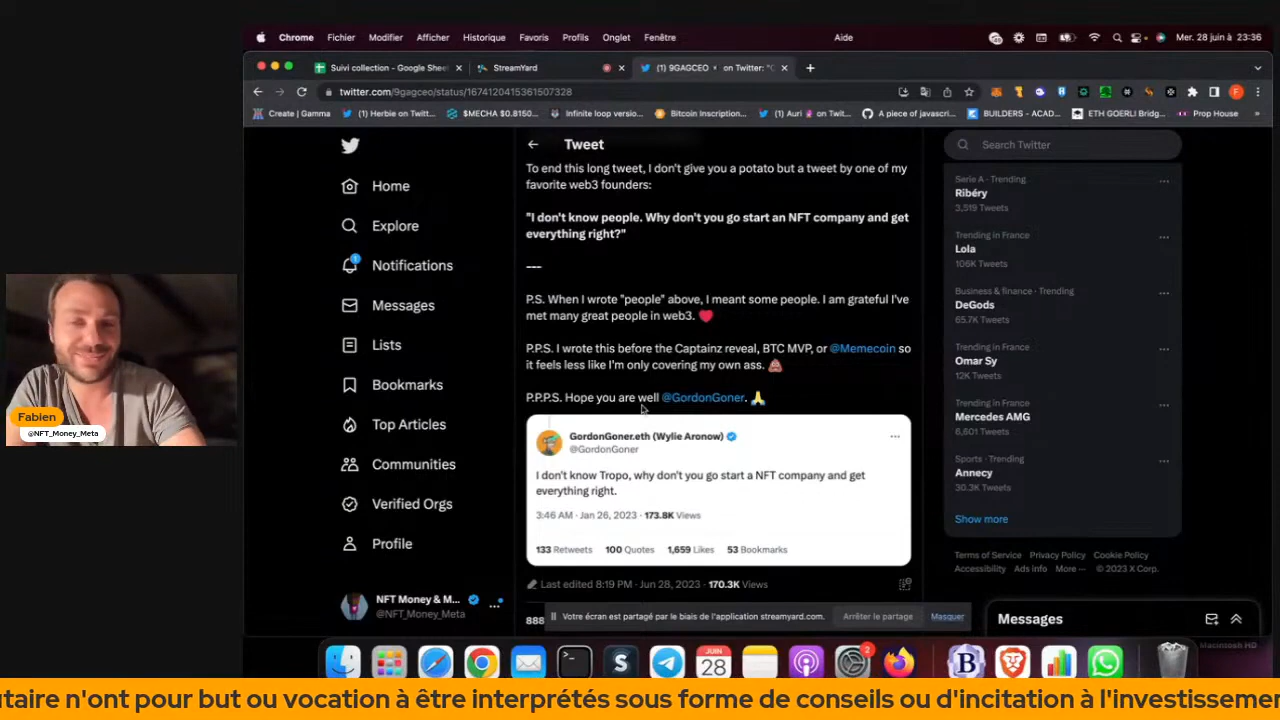 Chrome Fichier Modifier Afficher Historique Favoris Profils Onglet Fenêtre Aide Mer. 28 juin à 23:36
Suivi collection - Google Shee StreamYard (1) 9GAGCEO on Twitter: "
twitter.com/9gagceo/status/1674120415361507328
Create | Gamma (1) Herbie on Twitt... $MECHA $0.8150... Infinite loop versio... Bitcoin Inscription... (1) Auri on Twit... A piece of javascri... BUILDERS - ACAD... ETH GOERLI Bridg... Prop House
Home
Explore
Notifications
Messages
Lists
Bookmarks
Top Articles
Communities
Verified Orgs
Profile
NFT Money & M...
@NFT_Money_Meta
Tweet
To end this long tweet, I don't give you a potato but a tweet by one of my
favorite web3 founders:
"I don't know people. Why don't you go start an NFT company and get
everything right?"
---
P.S. When I wrote "people" above, I meant some people. I am grateful I've
met many great people in web3. ❤️
P.P.S. I wrote this before the Captainz reveal, BTC MVP, or @Memecoin so
it feels less like I'm only covering my own ass. 💩
P.P.P.S. Hope you are well @GordonGoner. 🙏
GordonGoner.eth (Wylie Aronow)
@GordonGoner
I don't know Tropo, why don't you go start a NFT company and get
everything right.
3:46 AM · Jan 26, 2023 · 173.8K Views
133 Retweets 100 Quotes 1,659 Likes 53 Bookmarks
Last edited 8:19 PM · Jun 28, 2023 · 170.3K Views
888
Votre écran est partagé par le biais de l'application streamyard.com. Arrêter le partage Masquer
Search Twitter
Serie A · Trending
Ribéry
3,519 Tweets
Trending in France
Lola
106K Tweets
Business & finance · Trending
DeGods
65.7K Tweets
Trending in France
Omar Sy
12K Tweets
Trending in France
Mercedes AMG
6,601 Tweets
Sports · Trending
Annecy
30.3K Tweets
Show more
Terms of Service Privacy Policy Cookie Policy
Accessibility Ads info More ··· © 2023 X Corp.
Messages
Macintosh HD
JUIN
28
2
Fabien
@NFT_Money_Meta
utaire n'ont pour but ou vocation à être interprétés sous forme de conseils ou d'incitation à l'investissemen